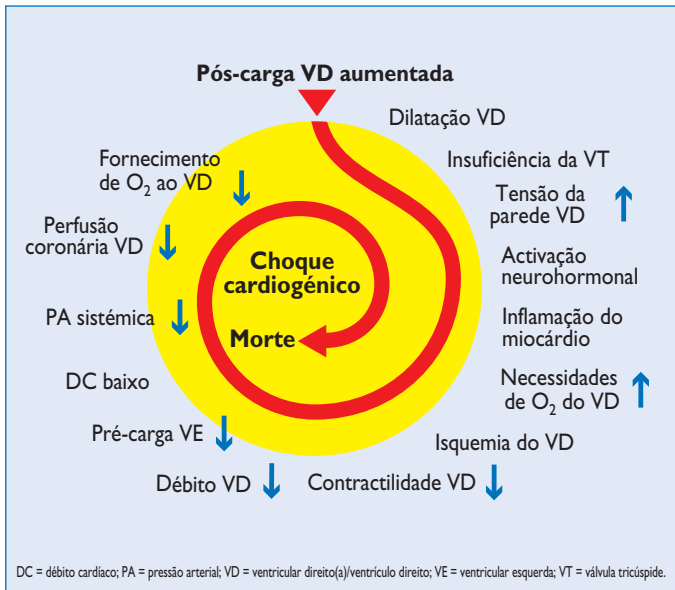 Pós-carga VD aumentada
Dilatação VD
Insuficiência da VT
Tensão da
parede VD ↑
Activação
neurohormonal
Inflamação do
miocárdio
Necessidades
de O₂ do VD ↑
Isquemia do VD
Contractilidade VD ↓
Débito VD ↓
Pré-carga VE ↓
DC baixo
PA sistémica ↓
Perfusão
coronária VD ↓
Fornecimento
de O₂ ao VD ↓
Choque
cardiogénico
Morte
DC = débito cardíaco; PA = pressão arterial; VD = ventricular direito(a)/ventrículo direito; VE = ventricular esquerda; VT = válvula tricúspide.